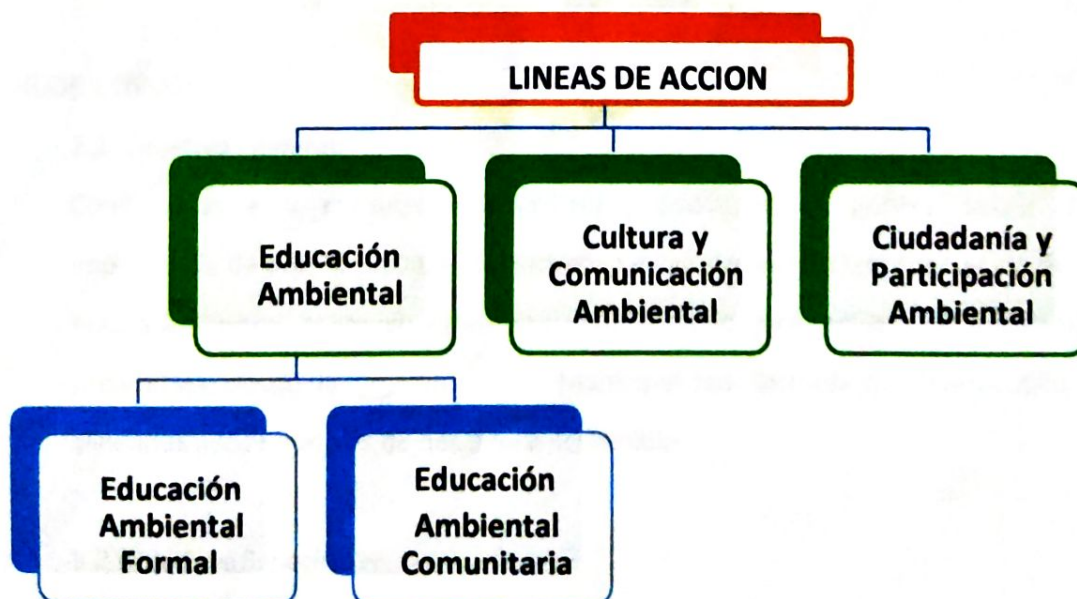 LINEAS DE ACCION
Educación
Ambiental
Cultura y
Comunicación
Ambiental
Ciudadanía y
Participación
Ambiental
Educación
Ambiental
Formal
Educación
Ambiental
Comunitaria